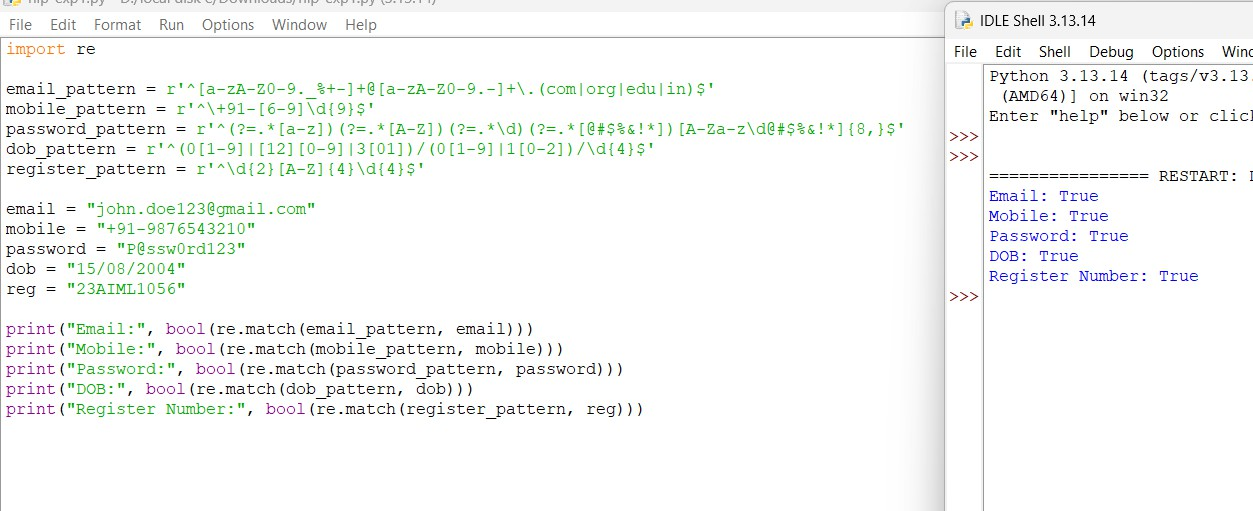 File Edit Format Run Options Window Help
import re
email_pattern = r'^[a-zA-Z0-9._%+-]+@[a-zA-Z0-9.-]+\.(com|org|edu|in)$'
mobile_pattern = r'^\+91-[6-9]\d{9}$'
password_pattern = r'^(?=.*[a-z])(?=.*[A-Z])(?=.*\d)(?=.*[@#$%&!*])[A-Za-z\d@#$%&!*]{8,}$'
dob_pattern = r'^(0[1-9]|[12][0-9]|3[01])/(0[1-9]|1[0-2])/\d{4}$'
register_pattern = r'^\d{2}[A-Z]{4}\d{4}$'
email = "john.doe123@gmail.com"
mobile = "+91-9876543210"
password = "P@ssw0rd123"
dob = "15/08/2004"
reg = "23AIML1056"
print("Email:", bool(re.match(email_pattern, email)))
print("Mobile:", bool(re.match(mobile_pattern, mobile)))
print("Password:", bool(re.match(password_pattern, password)))
print("DOB:", bool(re.match(dob_pattern, dob)))
print("Register Number:", bool(re.match(register_pattern, reg)))
IDLE Shell 3.13.14
File Edit Shell Debug Options
Python 3.13.14 (tags/v3.13.
(AMD64)] on win32
Enter "help" below or
>>>
>>>
================ RESTART:
Email: True
Mobile: True
Password: True
DOB: True
Register Number: True
>>>